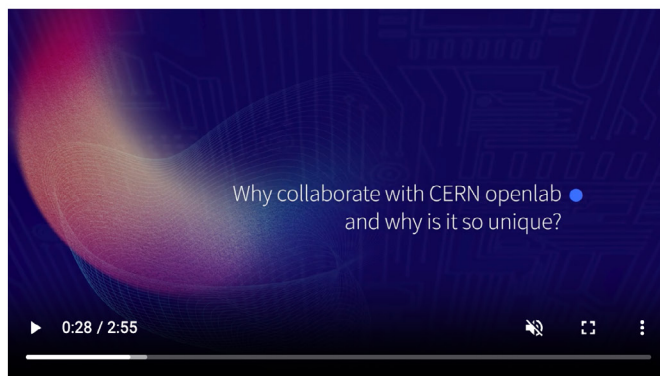 Why collaborate with CERN openlab
and why is it so unique?
0:28 / 2:55